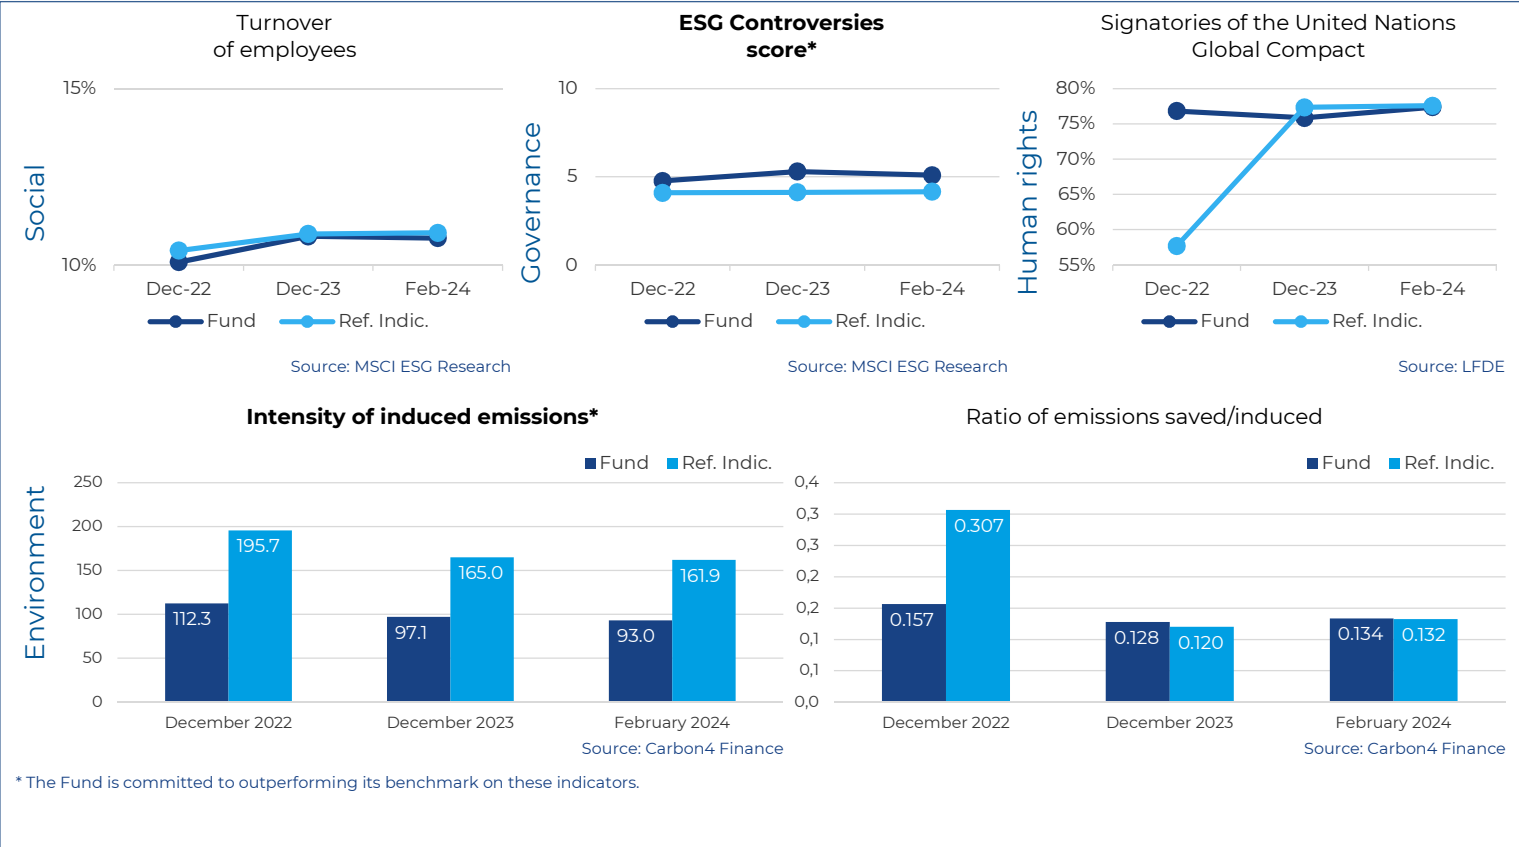 Turnover
of employees
15%
10%
Social
Dec-22
Dec-23
Feb-24
Fund
Ref. Indic.
Source: MSCI ESG Research
ESG Controversies
score*
10
5
0
Governance
Dec-22
Dec-23
Feb-24
Fund
Ref. Indic.
Source: MSCI ESG Research
Signatories of the United Nations
Global Compact
80%
75%
70%
65%
60%
55%
Human rights
Dec-22
Dec-23
Feb-24
Fund
Ref. Indic.
Source: LFDE
Intensity of induced emissions*
Fund
Ref. Indic.
250
200
150
100
50
0
Environment
112.3
195.7
97.1
165.0
93.0
161.9
December 2022
December 2023
February 2024
Source: Carbon4 Finance
Ratio of emissions saved/induced
Fund
Ref. Indic.
0,4
0,3
0,3
0,2
0,2
0,1
0,1
0,0
0.157
0.307
0.128
0.120
0.134
0.132
December 2022
December 2023
February 2024
Source: Carbon4 Finance
* The Fund is committed to outperforming its benchmark on these indicators.